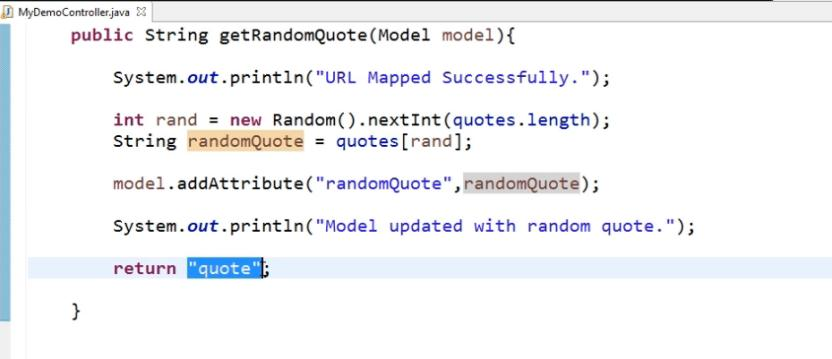 MyDemoController.java
public String getRandomQuote(Model model){
System.out.println("URL Mapped Successfully.");
int rand = new Random().nextInt(quotes.length);
String randomQuote = quotes[rand];
model.addAttribute("randomQuote",randomQuote);
System.out.println("Model updated with random quote.");
return "quote";
}